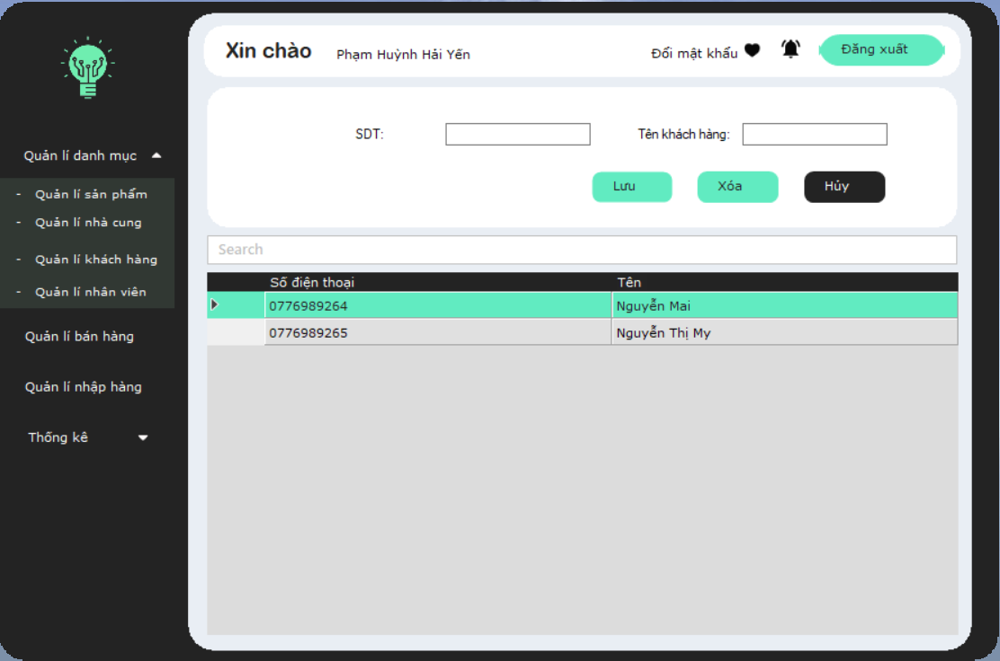 Xin chào Phạm Huỳnh Hải Yến Đổi mật khẩu Đăng xuất
Quản lí danh mục
- Quản lí sản phẩm
- Quản lí nhà cung
- Quản lí khách hàng
- Quản lí nhân viên
Quản lí bán hàng
Quản lí nhập hàng
Thống kê
SDT: Tên khách hàng:
Lưu Xóa Hủy
Search
Số điện thoại Tên
0776989264 Nguyễn Mai
0776989265 Nguyễn Thị My